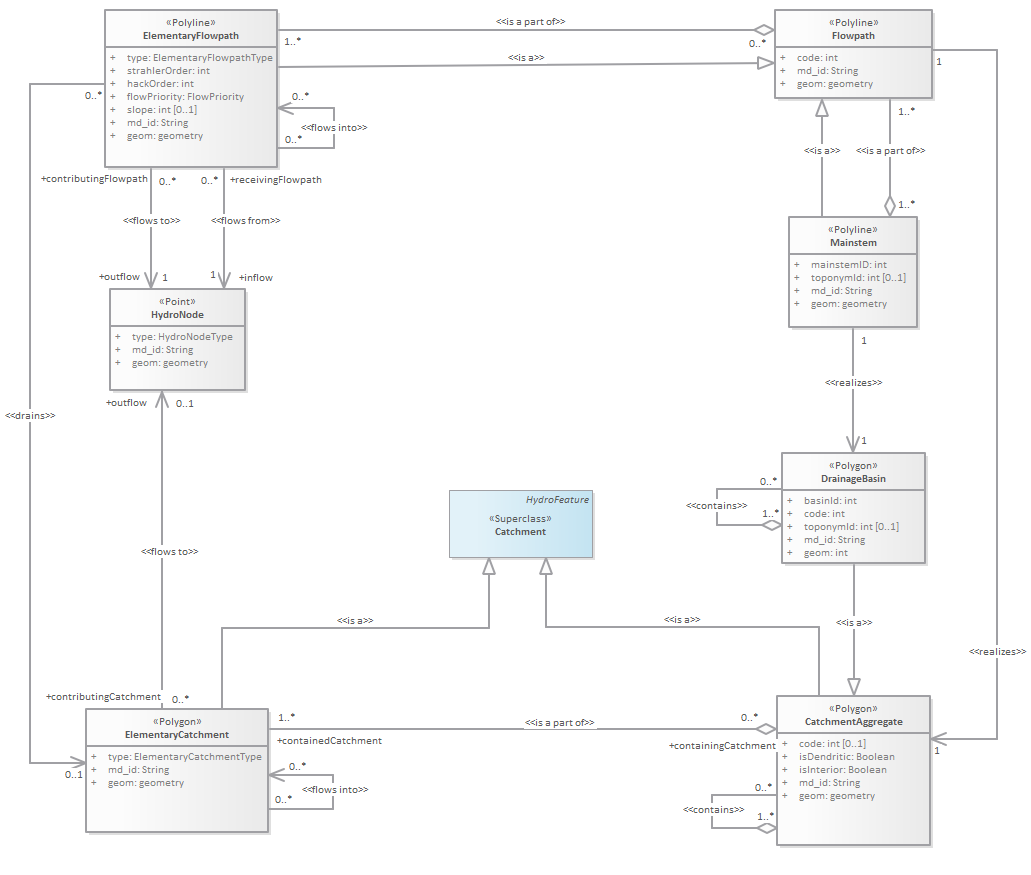 «Polyline»
ElementaryFlowpath
+ type: ElementaryFlowpathType
+ strahlerOrder: int
+ hackOrder: int
+ flowPriority: FlowPriority
+ slope: int [0..1]
+ md_id: String
+ geom: geometry
<<is a part of>>
1..*
0..*
<<is a>>
«Polyline»
Flowpath
+ code: int
+ md_id: String
+ geom: geometry
1
0..*
0..*
<<flows into>>
0..*
1..*
<<is a>>
<<is a part of>>
1..*
+contributingFlowpath
0..*
0..*
+receivingFlowpath
<<flows to>>
<<flows from>>
+outflow
1
1
+inflow
«Polyline»
Mainstem
+ mainstemID: int
+ toponymId: int [0..1]
+ md_id: String
+ geom: geometry
«Point»
HydroNode
+ type: HydroNodeType
+ md_id: String
+ geom: geometry
1
<<realizes>>
1
+outflow
0..1
<<drains>>
«Polygon»
DrainageBasin
+ basinId: int
+ code: int
+ toponymId: int [0..1]
+ md_id: String
+ geom: int
0..*
<<contains>>
1..*
HydroFeature
«Superclass»
Catchment
<<flows to>>
<<is a>>
<<is a>>
<<is a>>
<<realizes>>
+contributingCatchment
0..*
«Polygon»
ElementaryCatchment
+ type: ElementaryCatchmentType
+ md_id: String
+ geom: geometry
0..1
1..*
+containedCatchment
<<is a part of>>
0..*
+containingCatchment
0..*
<<flows into>>
0..*
«Polygon»
CatchmentAggregate
+ code: int [0..1]
+ isDendritic: Boolean
+ isInterior: Boolean
+ md_id: String
+ geom: geometry
1
0..*
<<contains>>
1..*